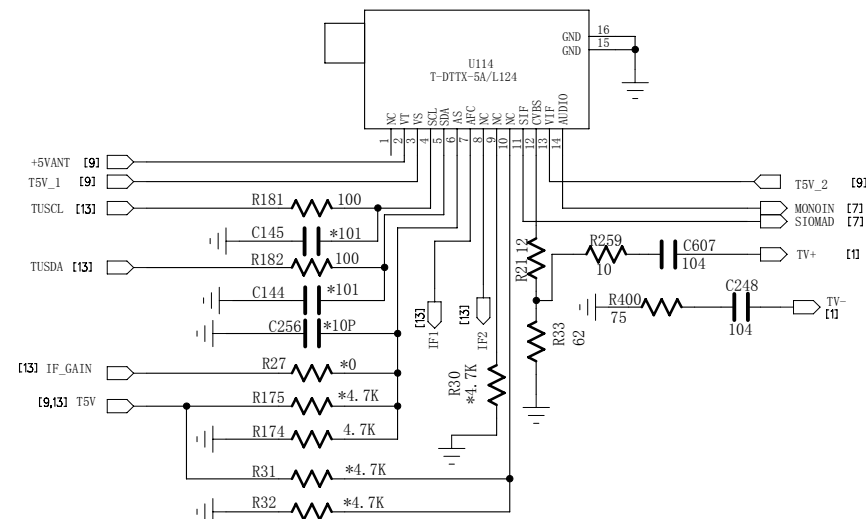 GND 16
GND 15
U114
T-DTTX-5A/L124
NC
VT
VS
SCL
SDA
AS
AFC
NC
NC
NC
SIF
CVBS
VIF
AUDIO
1
2
3
4
5
6
7
8
9
10
11
12
13
14
+5VANT [9]
T5V_1 [9]
T5V_2 [9]
TUSCL [13]
R181 100
MONOIN [7]
SIOMAD [7]
C145 *101
TUSDA [13]
R182 100
R21 12
R259
10
C607
104
TV+ [1]
C144 *101
C256 *10P
[13]
IF1
[13]
IF2
R400
75
C248
104
TV-
[1]
R33
62
[13] IF_GAIN
R27 *0
R30
*4.7K
[9,13] T5V
R175 *4.7K
R174 4.7K
R31 *4.7K
R32 *4.7K